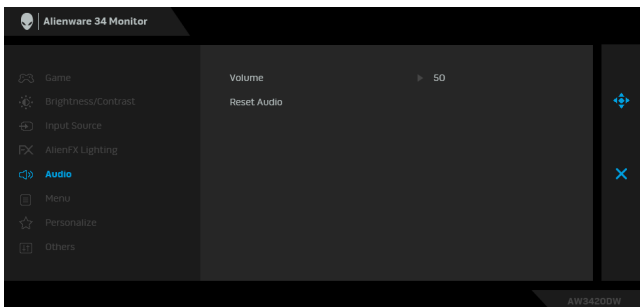 Alienware 34 Monitor
Game
Volume 50
Brightness/Contrast
Reset Audio
Input Source
FX AlienFX Lighting
Audio
Menu
Personalize
Others
AW3420DW